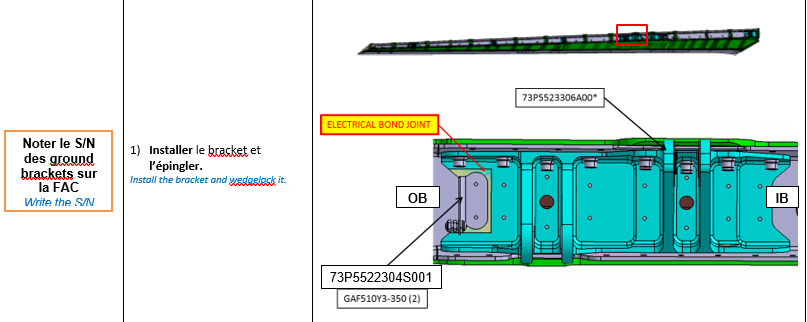 Noter le S/N
des ground
brackets sur
la FAC
Write the S/N
1) Installer le bracket et
l'épingler.
Install the bracket and wedgelock it.
73P5523306A00*
ELECTRICAL BOND JOINT
OB
IB
73P5522304S001
GAF510Y3-350 (2)